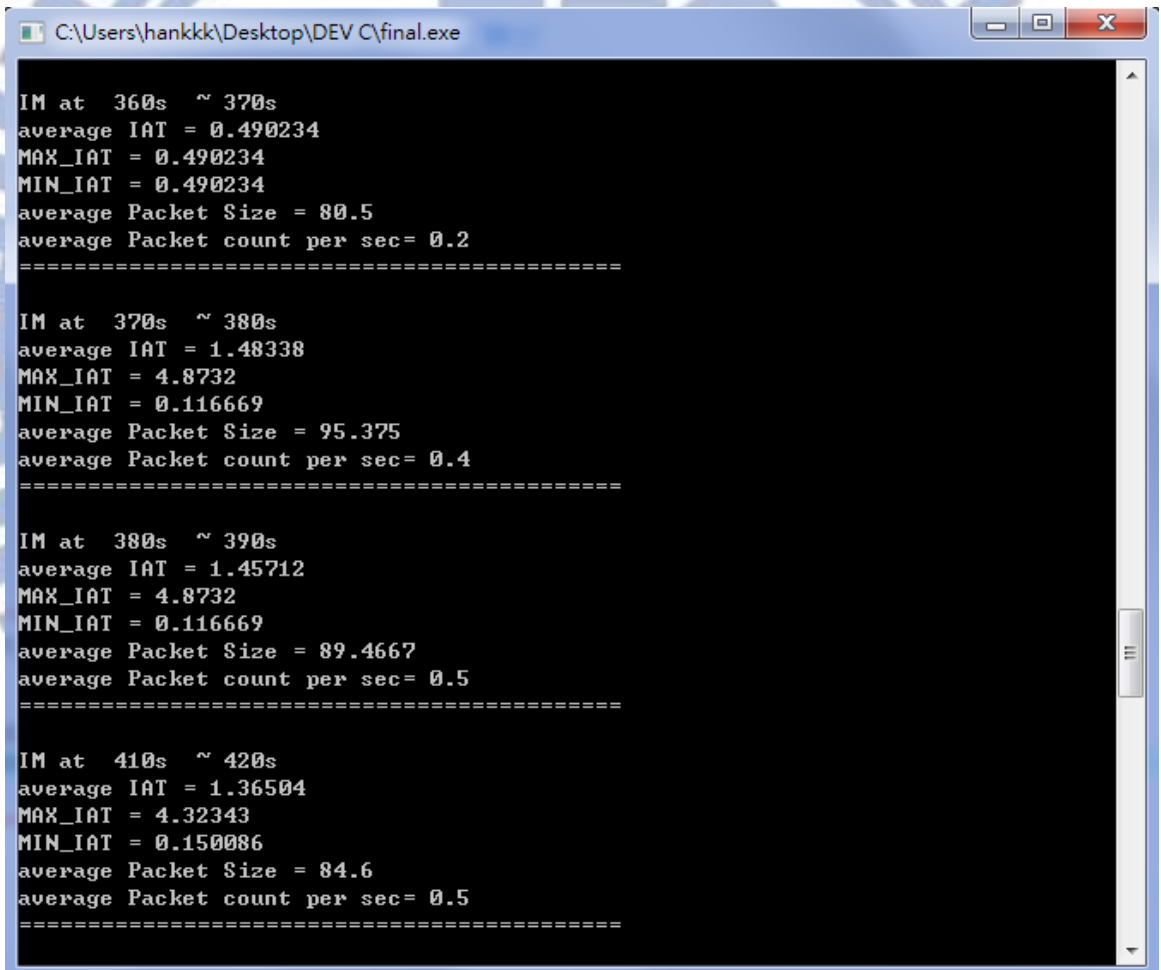 C:\Users\hankkk\Desktop\DEV C\final.exe
IM at  360s  ~ 370s
average IAT = 0.490234
MAX_IAT = 0.490234
MIN_IAT = 0.490234
average Packet Size = 80.5
average Packet count per sec= 0.2
============================================
IM at  370s  ~ 380s
average IAT = 1.48338
MAX_IAT = 4.8732
MIN_IAT = 0.116669
average Packet Size = 95.375
average Packet count per sec= 0.4
============================================
IM at  380s  ~ 390s
average IAT = 1.45712
MAX_IAT = 4.8732
MIN_IAT = 0.116669
average Packet Size = 89.4667
average Packet count per sec= 0.5
============================================
IM at  410s  ~ 420s
average IAT = 1.36504
MAX_IAT = 4.32343
MIN_IAT = 0.150086
average Packet Size = 84.6
average Packet count per sec= 0.5
============================================